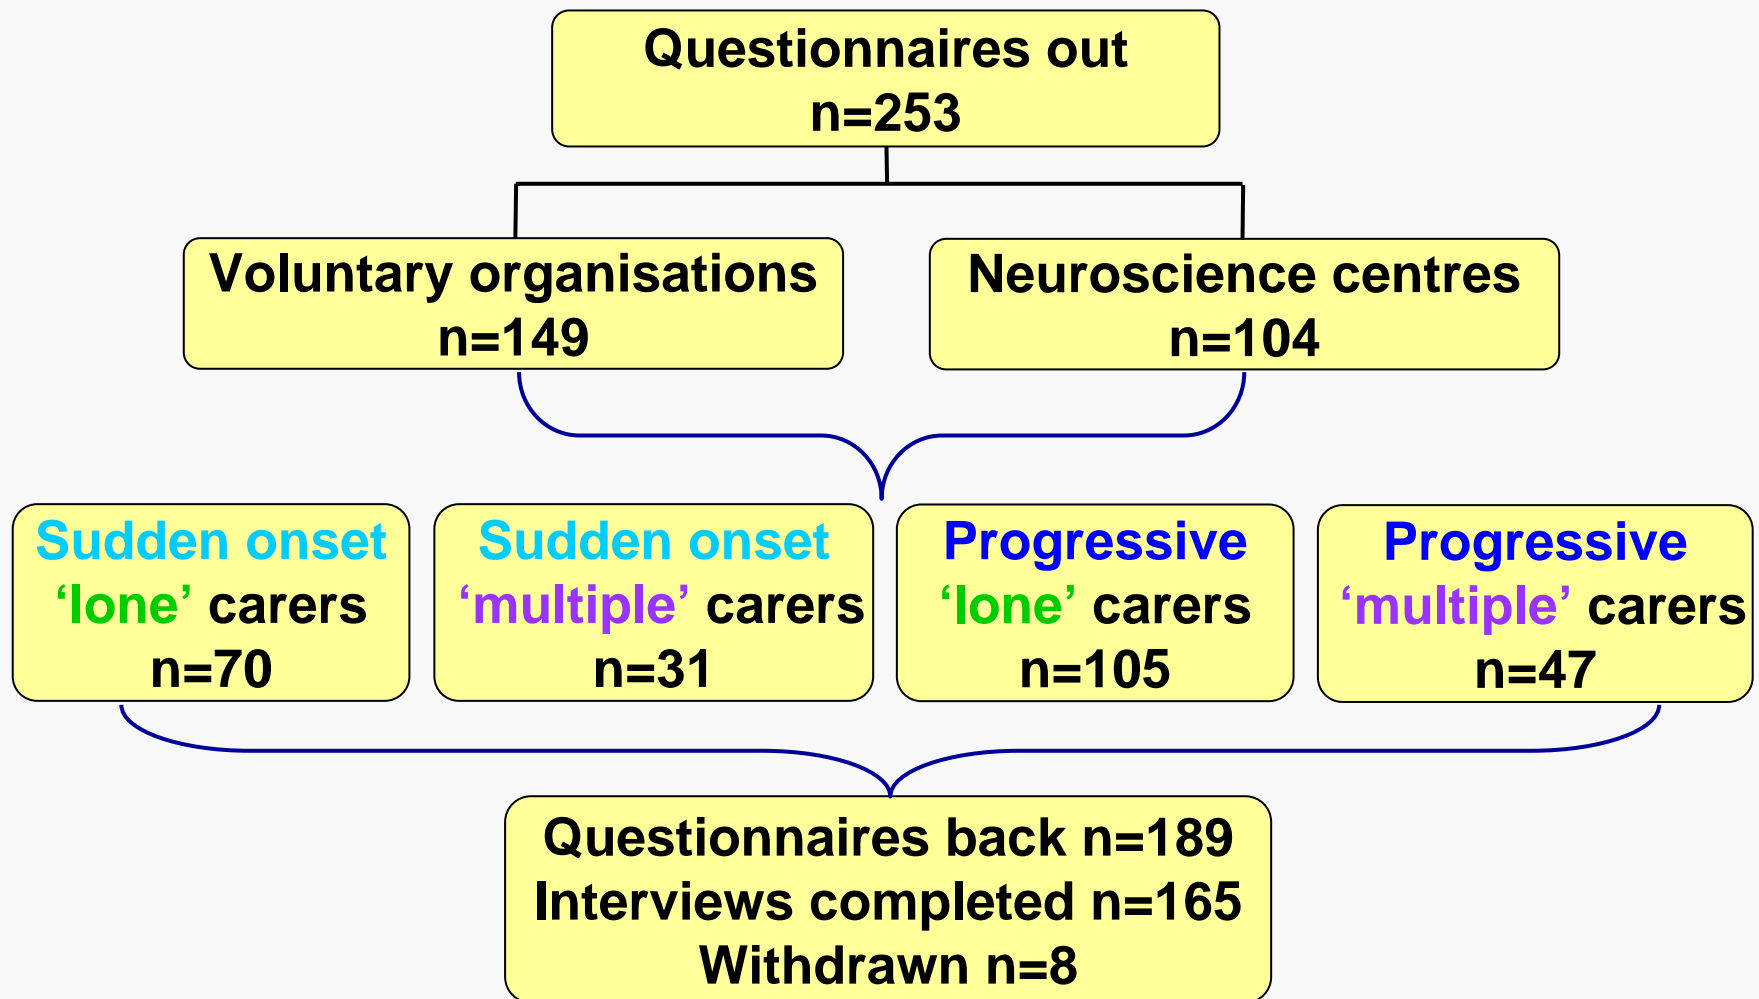 Questionnaires out
n=253
Voluntary organisations
n=149
Neuroscience centres
n=104
Sudden onset
‘lone’ carers
n=70
Sudden onset
‘multiple’ carers
n=31
Progressive
‘lone’ carers
n=105
Progressive
‘multiple’ carers
n=47
Questionnaires back n=189
Interviews completed n=165
Withdrawn n=8